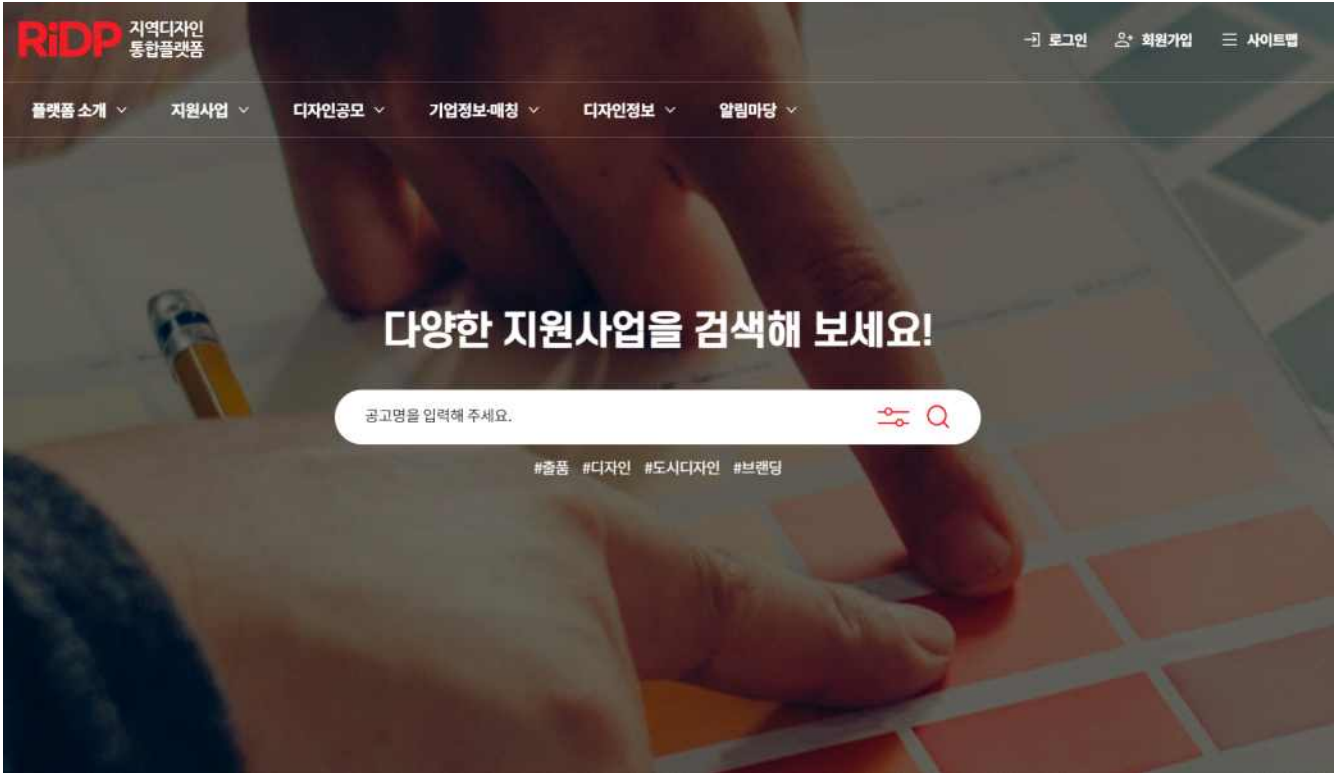 RiDP 지역디자인
통합플랫폼
로그인 회원가입 사이트맵
플랫폼 소개 지원사업 디자인공모 기업정보·매칭 디자인정보 알림마당
다양한 지원사업을 검색해 보세요!
공고명을 입력해 주세요.
#출품 #디자인 #도시디자인 #브랜딩